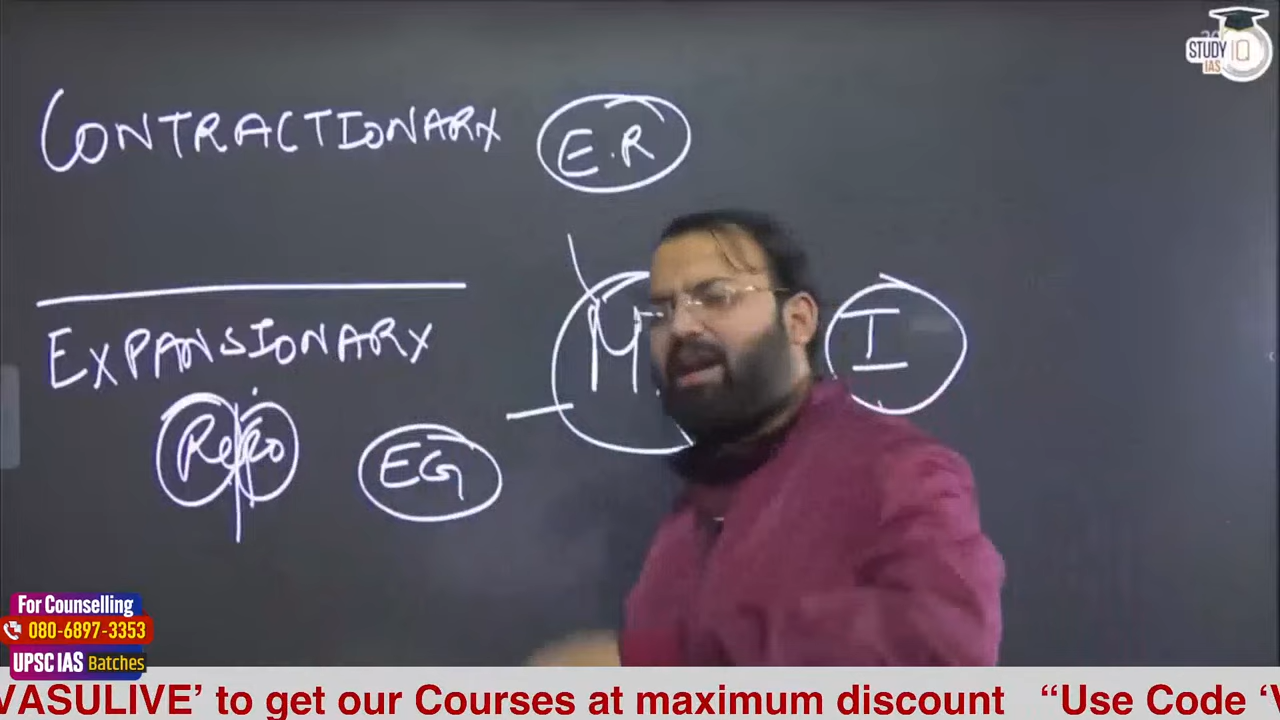 STUDY IQ
IAS
CONTRACTIONARY E.R
EXPANSIONARY M I
Repo EG
For Counselling
080-6897-3353
UPSC IAS Batches
VASULIVE' to get our Courses at maximum discount “Use Code ‘V